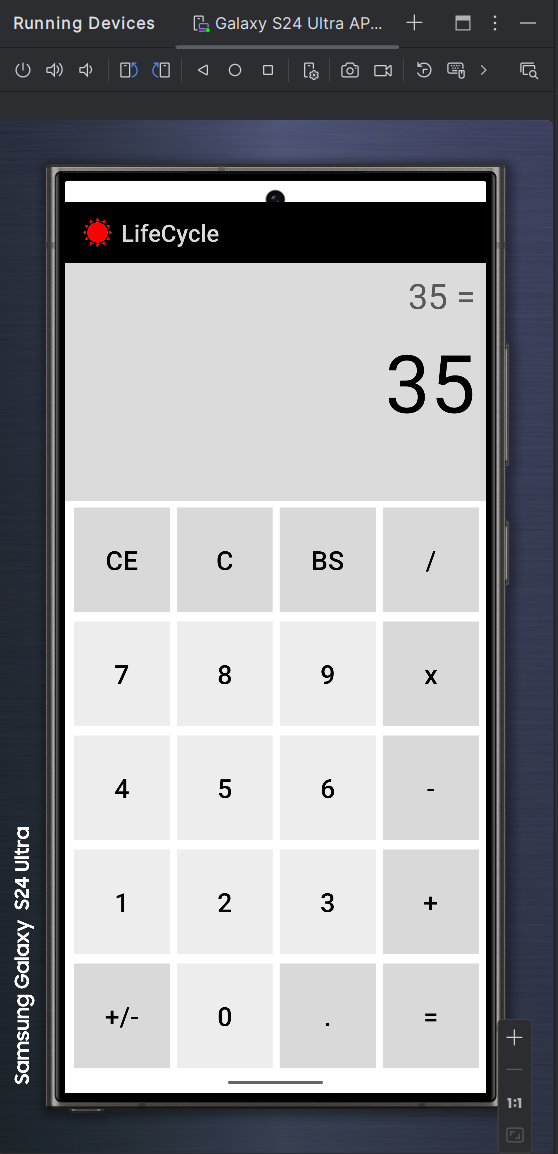 Running Devices
Galaxy S24 Ultra AP...
LifeCycle
35 =
35
CE C BS /
7 8 9 x
4 5 6 -
1 2 3 +
+/- 0 . =
Samsung Galaxy S24 Ultra
1:1